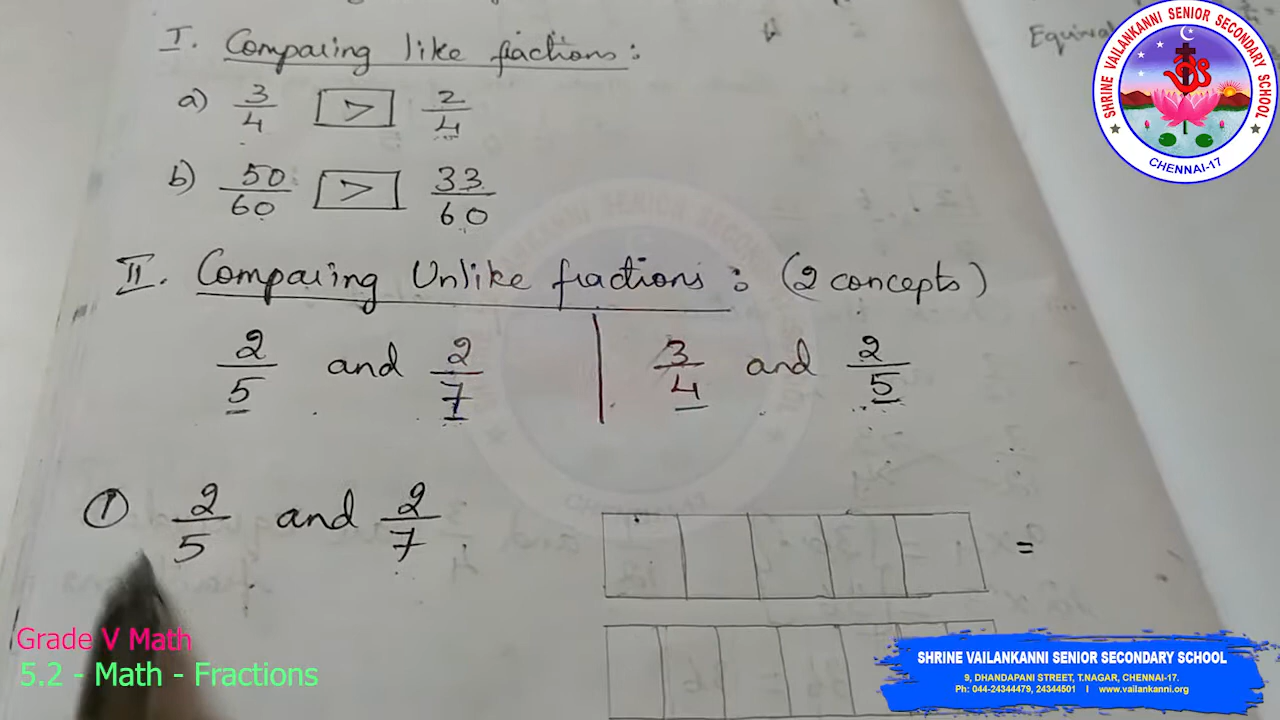 I. Comparing like fractions:
a) 3/4 > 2/4
b) 50/60 > 33/60
II. Comparing Unlike fractions: (2 concepts)
2/5 and 2/7 | 3/4 and 2/5
① 2/5 and 2/7
=
SHRINE VAILANKANNI SENIOR SECONDARY SCHOOL
CHENNAI-17
Grade V Math
5.2 - Math - Fractions
SHRINE VAILANKANNI SENIOR SECONDARY SCHOOL
9, DHANDAPANI STREET, T.NAGAR, CHENNAI-17.
Ph: 044-24344479, 24344501 I www.vailankanni.org